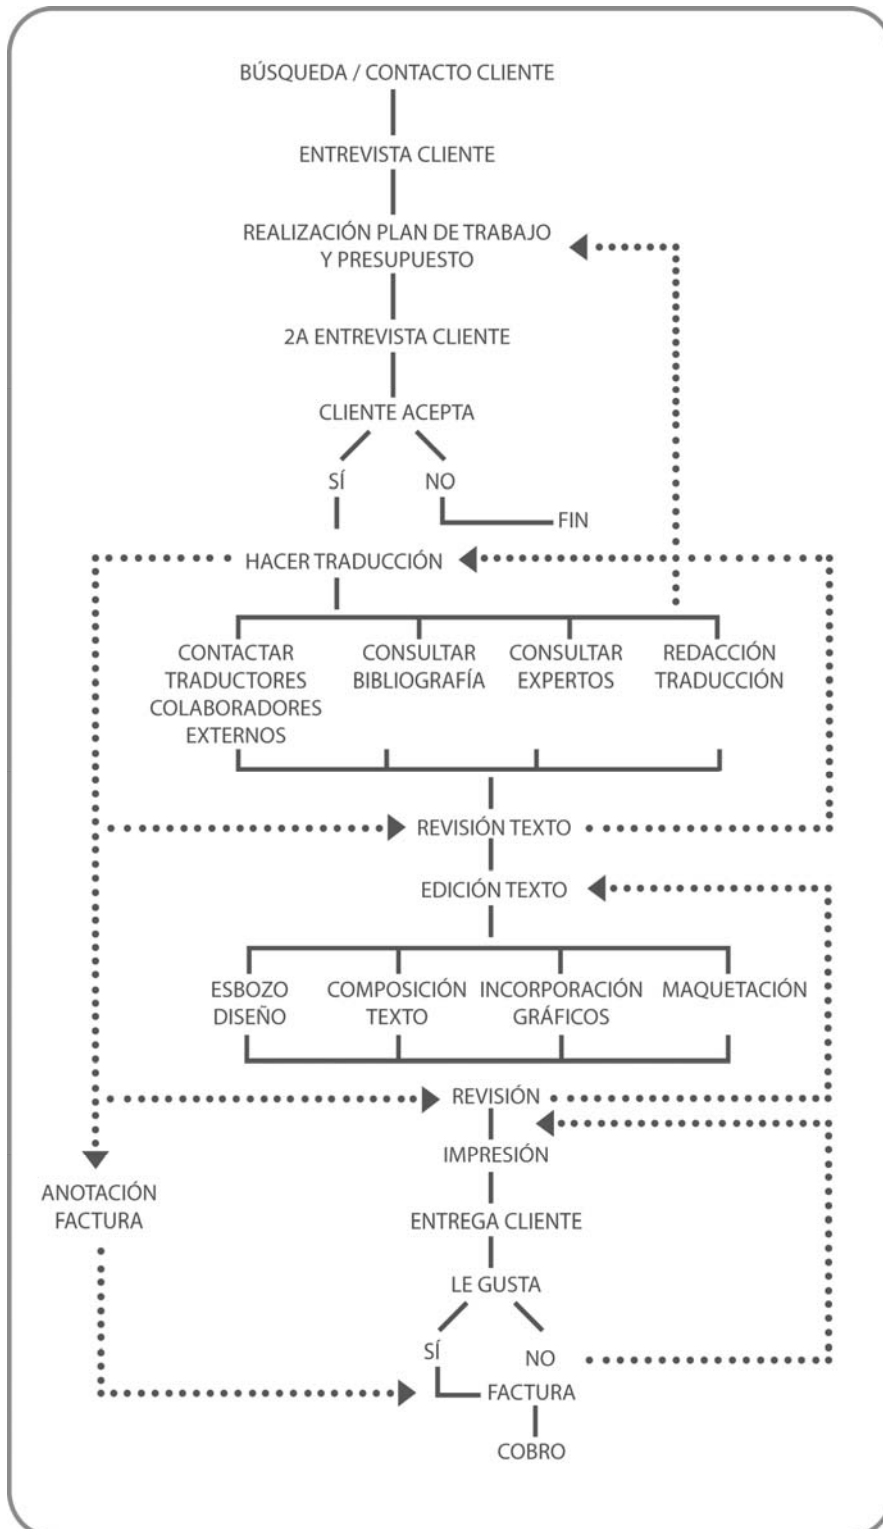 BÚSQUEDA / CONTACTO CLIENTE
ENTREVISTA CLIENTE
REALIZACIÓN PLAN DE TRABAJO
Y PRESUPUESTO
2A ENTREVISTA CLIENTE
CLIENTE ACEPTA
SÍ
NO
FIN
HACER TRADUCCIÓN
CONTACTAR
TRADUCTORES
COLABORADORES
EXTERNOS
CONSULTAR
BIBLIOGRAFÍA
CONSULTAR
EXPERTOS
REDACCIÓN
TRADUCCIÓN
REVISIÓN TEXTO
EDICIÓN TEXTO
ESBOZO
DISEÑO
COMPOSICIÓN
TEXTO
INCORPORACIÓN
GRÁFICOS
MAQUETACIÓN
REVISIÓN
IMPRESIÓN
ANOTACIÓN
FACTURA
ENTREGA CLIENTE
LE GUSTA
SÍ
NO
FACTURA
COBRO